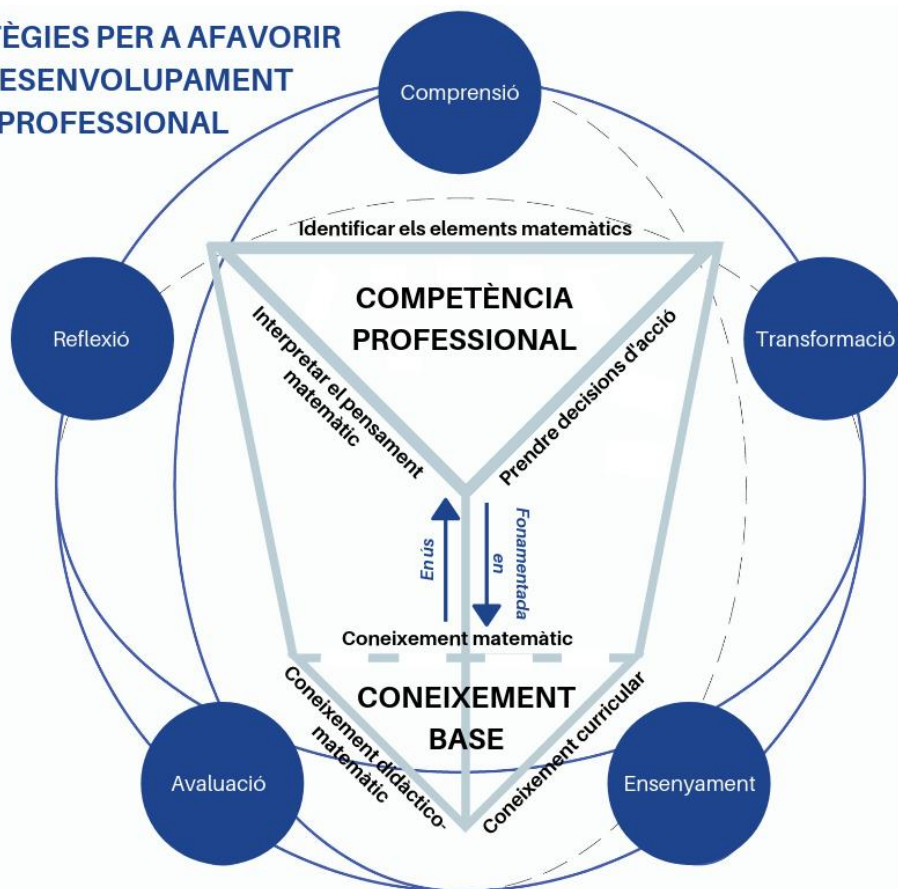 TÈGIES PER A AFAVORIR
ESENVOLUPAMENT
PROFESSIONAL
Comprensió
Identificar els elements matemàtics
COMPETÈNCIA
PROFESSIONAL
Reflexió
Transformació
Interpretar el pensament
matemàtic
Prendre decisions d'acció
En ús
Fonamentada
en
Coneixement matemàtic
CONEIXEMENT
BASE
Coneixement didàctico-
matemàtic
Coneixement curricular
Avaluació
Ensenyament